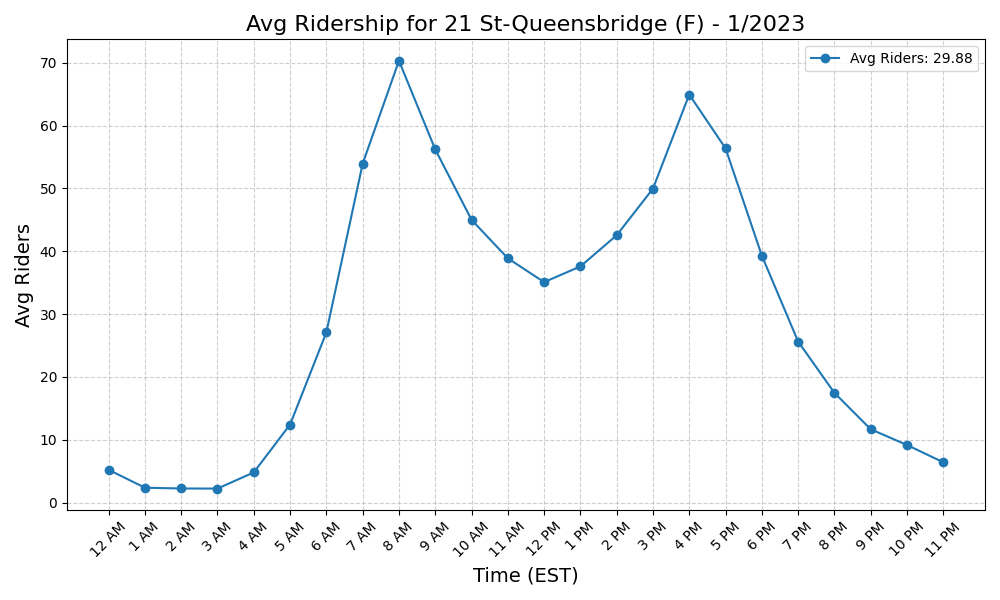 Avg Ridership for 21 St-Queensbridge (F) - 1/2023
Avg Riders: 29.88
Avg Riders
70
60
50
40
30
20
10
0
12 AM
1 AM
2 AM
3 AM
4 AM
5 AM
6 AM
7 AM
8 AM
9 AM
10 AM
11 AM
12 PM
1 PM
2 PM
3 PM
4 PM
5 PM
6 PM
7 PM
8 PM
9 PM
10 PM
11 PM
Time (EST)